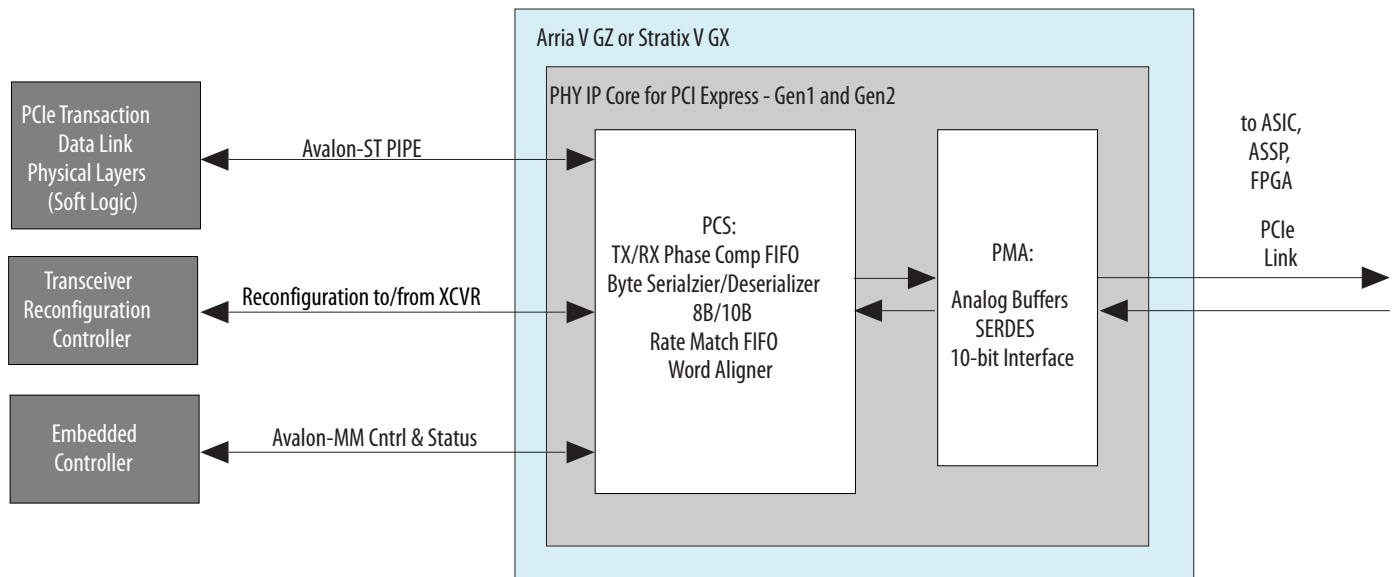 Arria V GZ or Stratix V GX
PHY IP Core for PCI Express - Gen1 and Gen2
PCIe Transaction
Data Link
Physical Layers
(Soft Logic)
Avalon-ST PIPE
Transceiver
Reconfiguration
Controller
Reconfiguration to/from XCVR
Embedded
Controller
Avalon-MM Cntrl & Status
PCS:
TX/RX Phase Comp FIFO
Byte Serialzier/Deserializer
8B/10B
Rate Match FIFO
Word Aligner
PMA:
Analog Buffers
SERDES
10-bit Interface
to ASIC,
ASSP,
FPGA
PCIe
Link